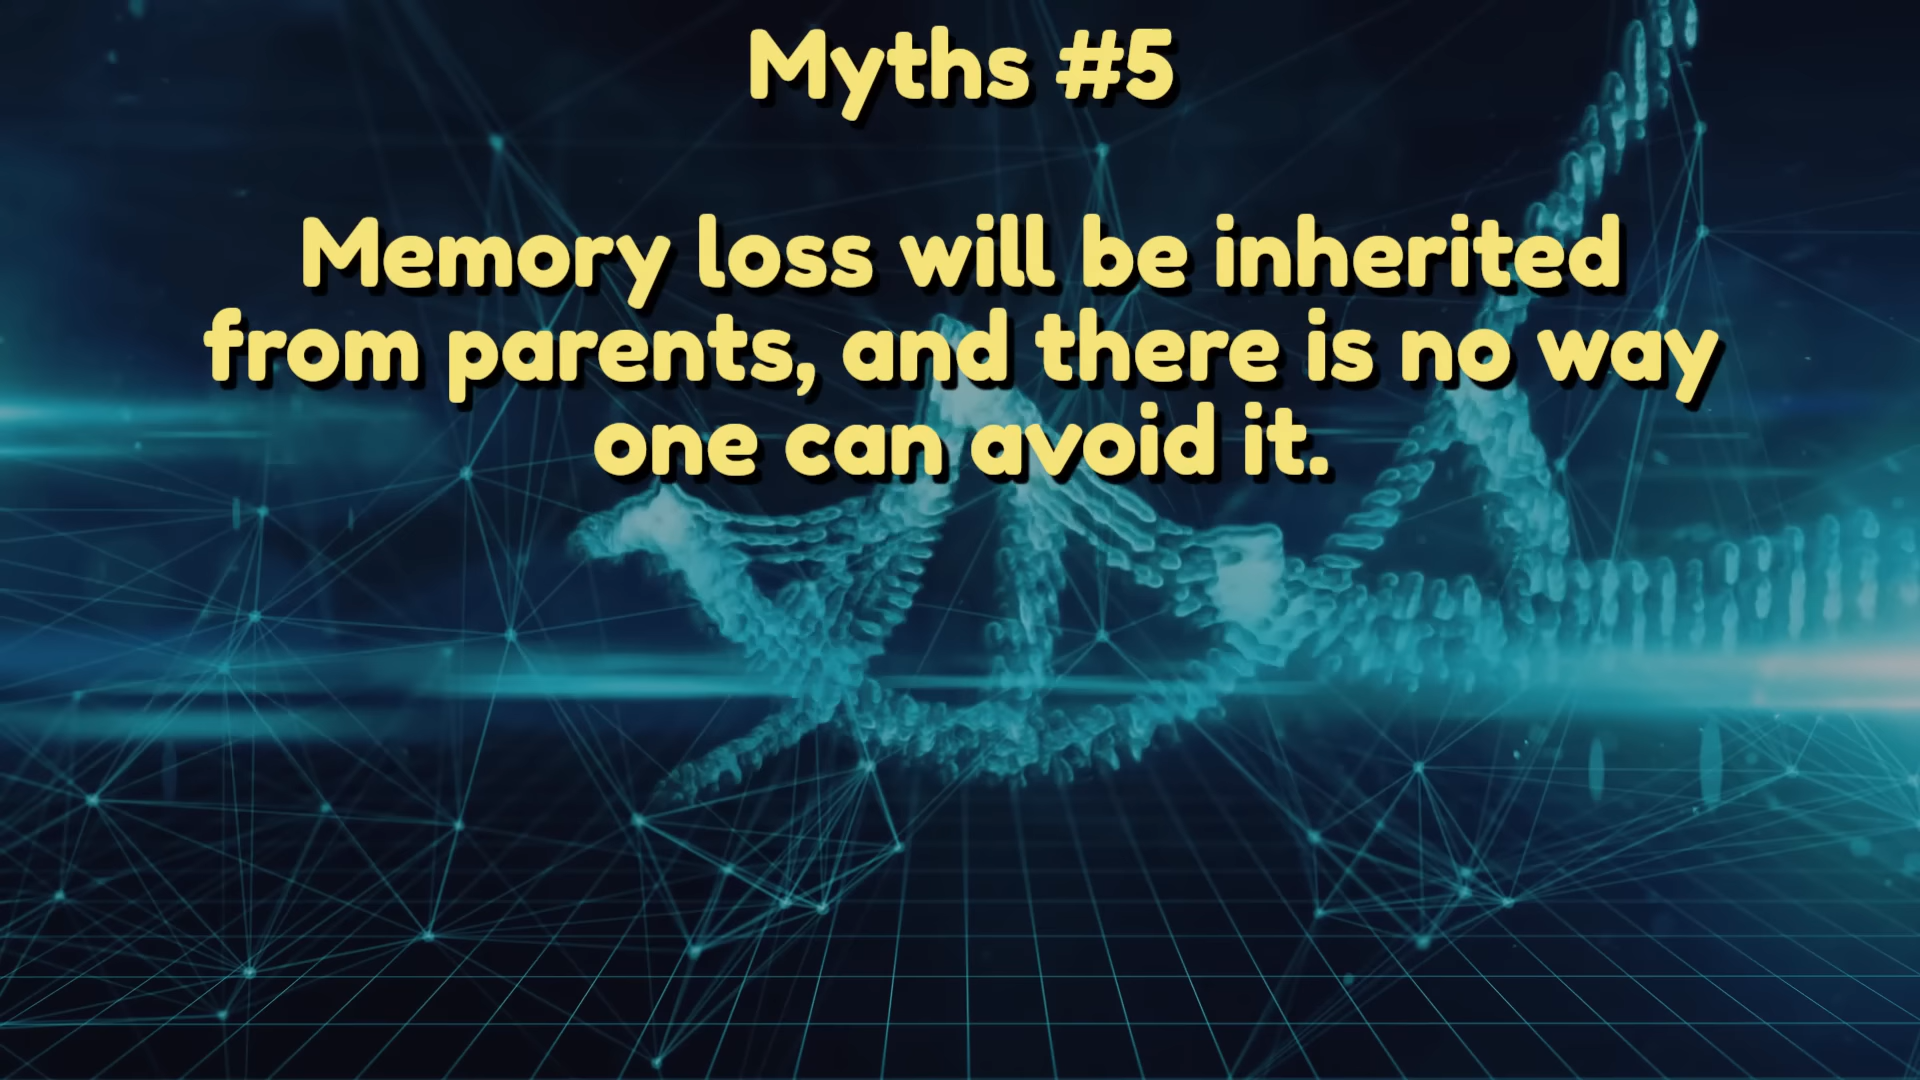 Myths #5
Memory loss will be inherited
from parents, and there is no way
one can avoid it.